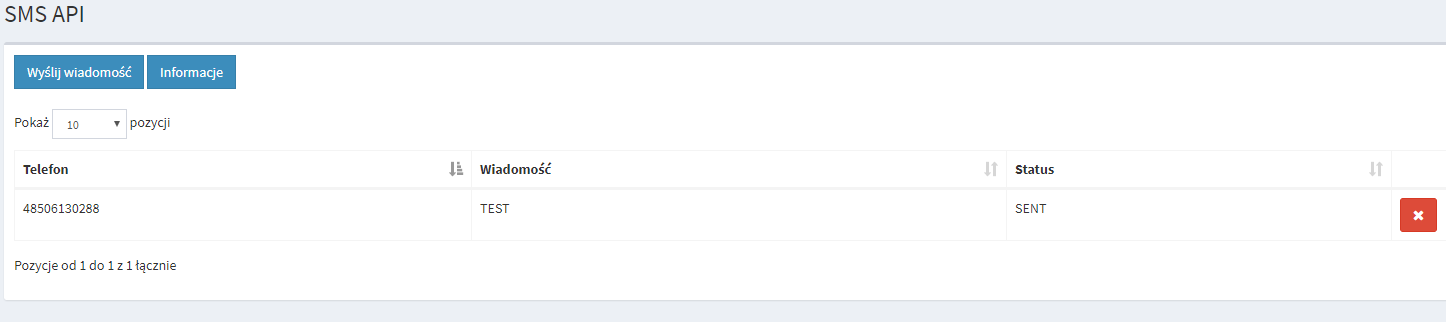 SMS API
Wyślij wiadomość Informacje
Pokaż 10 pozycji
Telefon Wiadomość Status
48506130288 TEST SENT
Pozycje od 1 do 1 z 1 łącznie